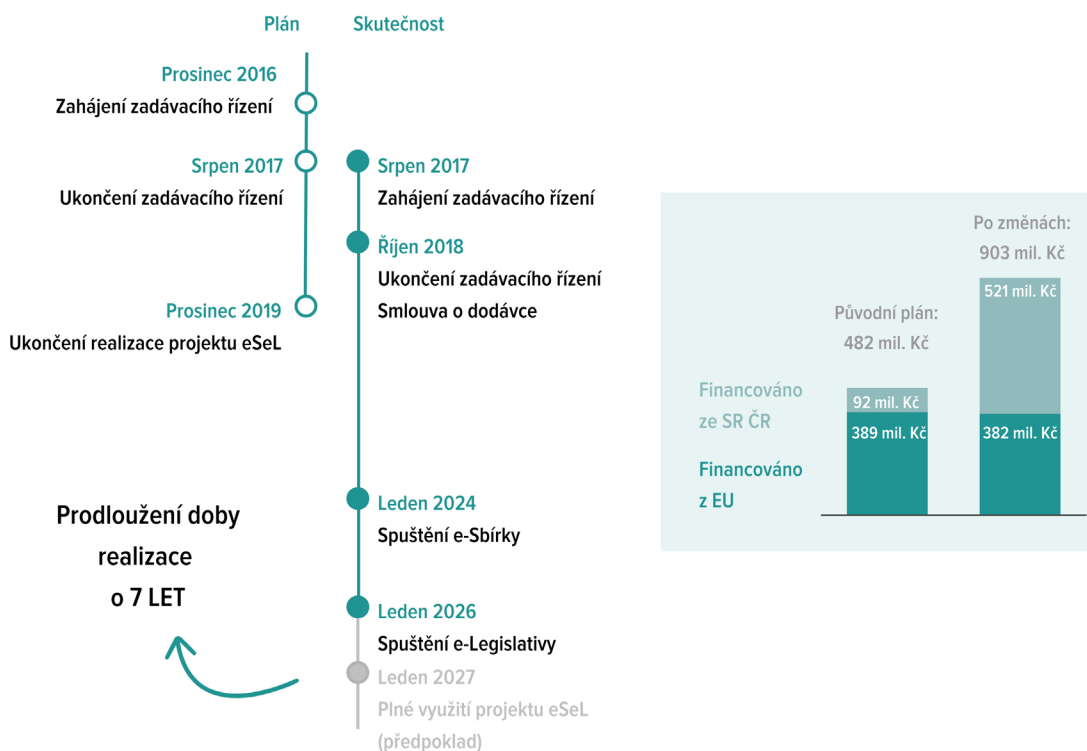 Plán
Skutečnost
Prosinec 2016
Zahájení zadávacího řízení
Srpen 2017
Ukončení zadávacího řízení
Prosinec 2019
Ukončení realizace projektu eSeL
Srpen 2017
Zahájení zadávacího řízení
Říjen 2018
Ukončení zadávacího řízení
Smlouva o dodávce
Leden 2024
Spuštění e-Sbírky
Leden 2026
Spuštění e-Legislativy
Leden 2027
Plné využití projektu eSeL
(předpoklad)
Prodloužení doby
realizace
o 7 LET
Původní plán:
482 mil. Kč
Po změnách:
903 mil. Kč
Financováno
ze SR ČR
Financováno
z EU
92 mil. Kč
389 mil. Kč
521 mil. Kč
382 mil. Kč